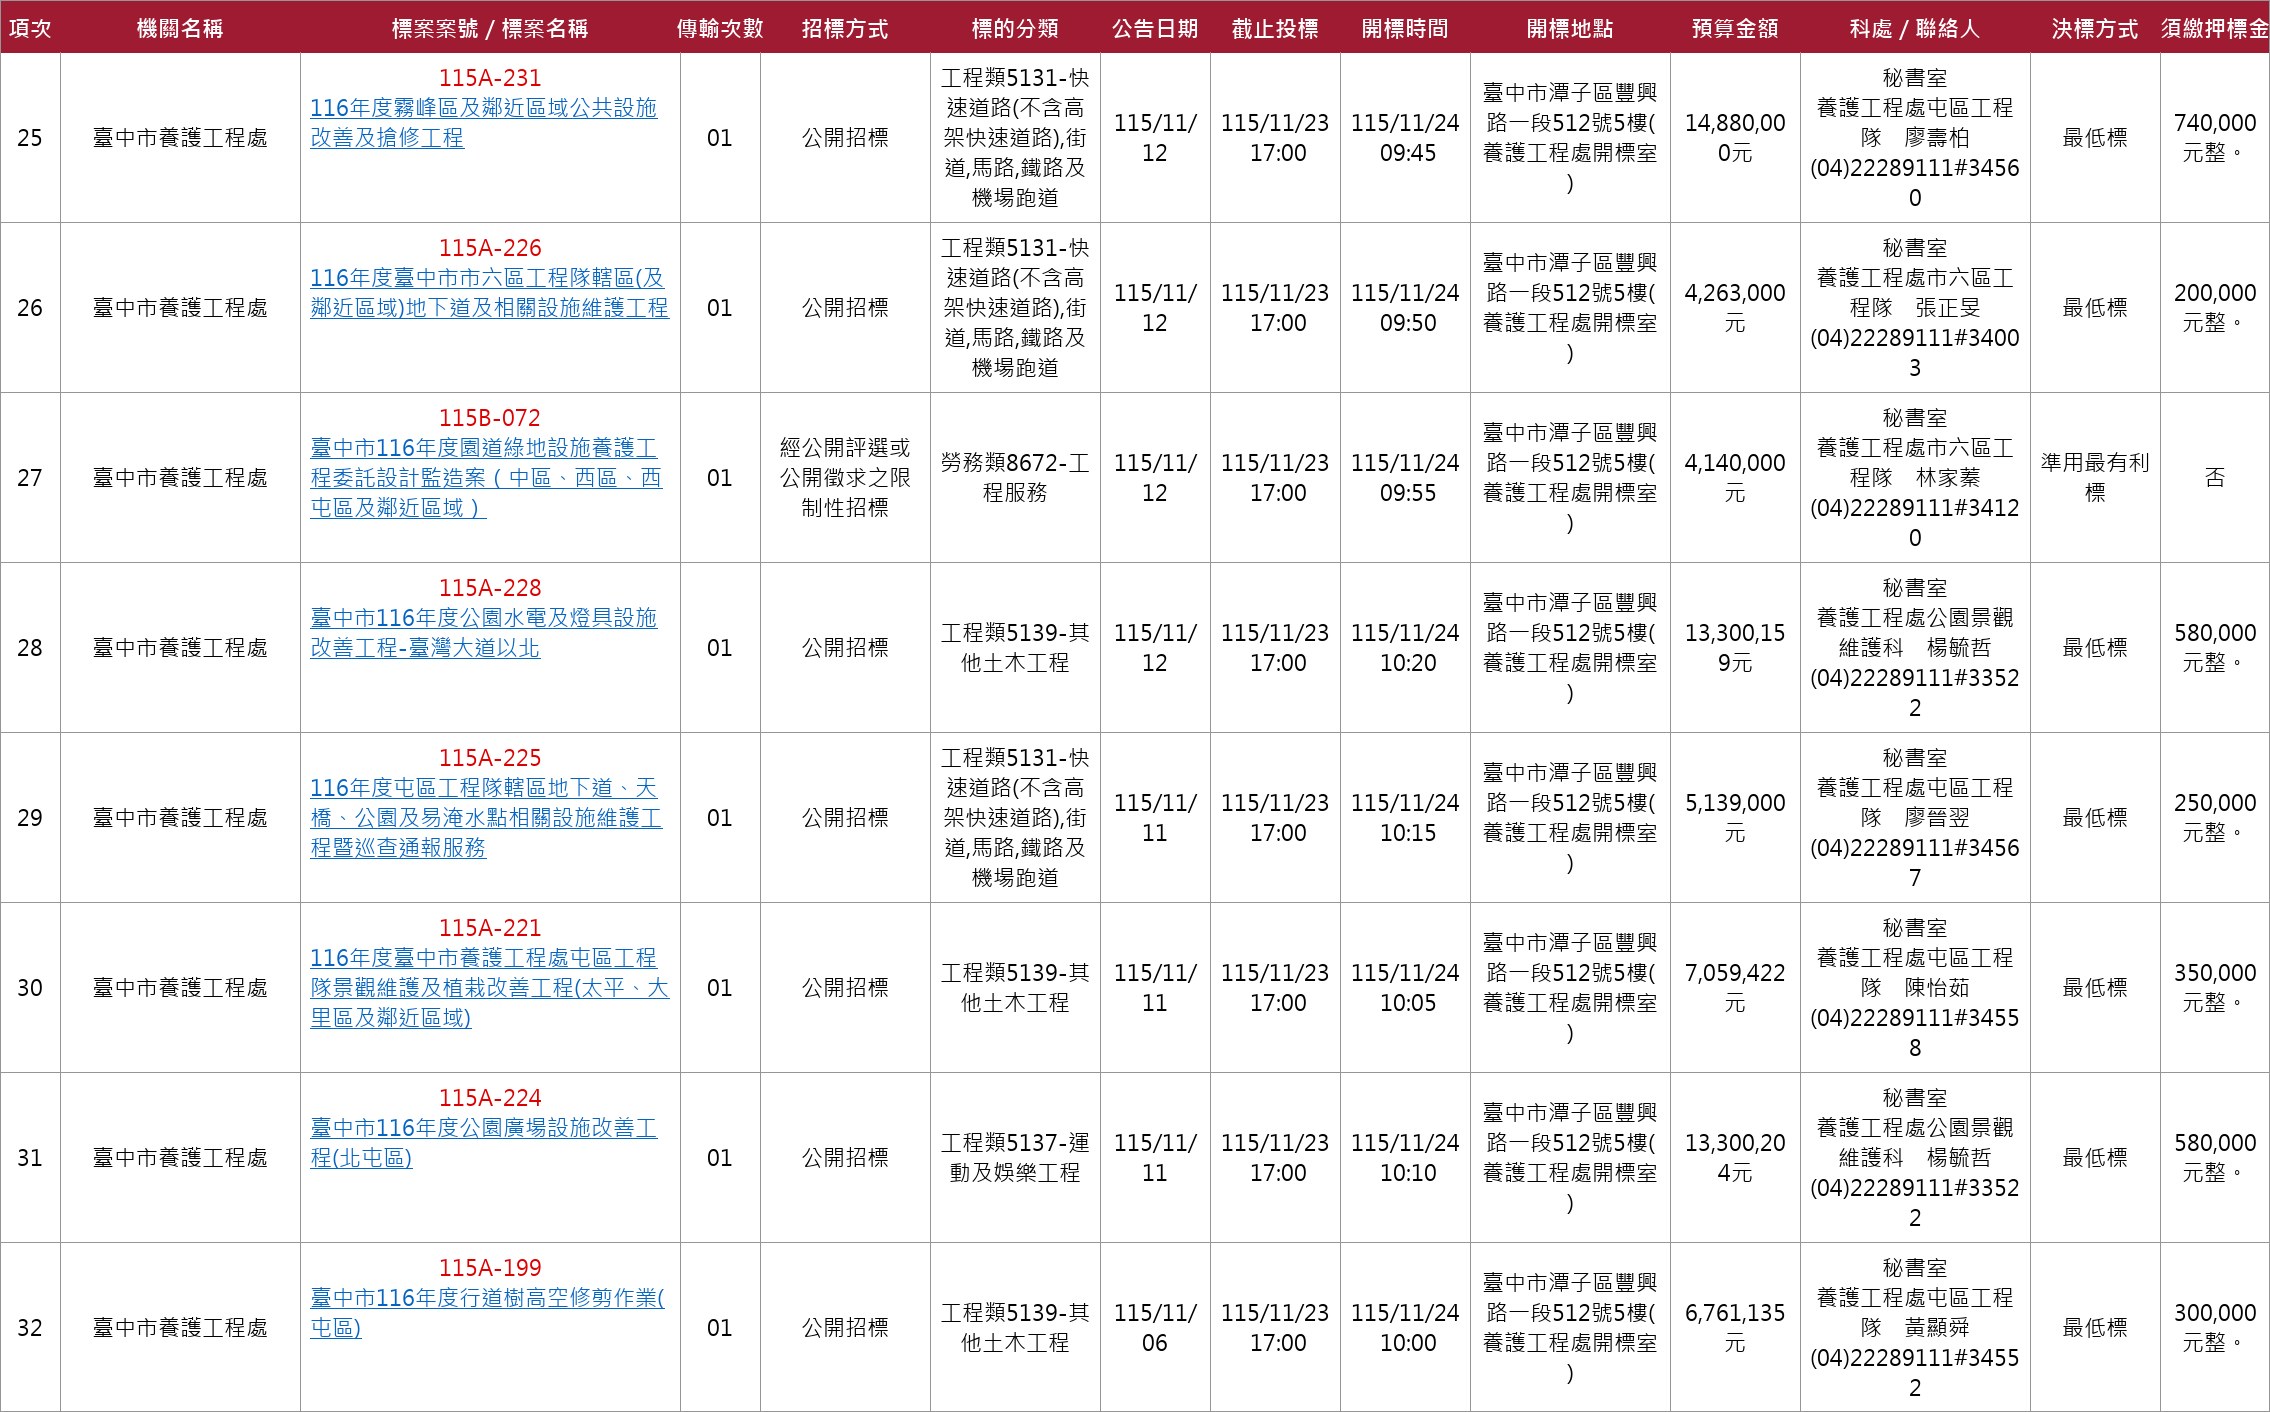 項次 機關名稱 標案案號 / 標案名稱 傳輸次數 招標方式 標的分類 公告日期 截止投標 開標時間 開標地點 預算金額 科處 / 聯絡人 決標方式 須繳押標金
25
臺中市養護工程處
115A-231
116年度霧峰區及鄰近區域公共設施
改善及搶修工程
01
公開招標
工程類5131-快
速道路(不含高
架快速道路),街
道,馬路,鐵路及
機場跑道
115/11/
12
115/11/23
17:00
115/11/24
09:45
臺中市潭子區豐興
路一段512號5樓(
養護工程處開標室
)
14,880,00
0元
秘書室
養護工程處屯區工程
隊　廖壽柏
(04)22289111#3456
0
最低標
740,000
元整。
26
臺中市養護工程處
115A-226
116年度臺中市市六區工程隊轄區(及
鄰近區域)地下道及相關設施維護工程
01
公開招標
工程類5131-快
速道路(不含高
架快速道路),街
道,馬路,鐵路及
機場跑道
115/11/
12
115/11/23
17:00
115/11/24
09:50
臺中市潭子區豐興
路一段512號5樓(
養護工程處開標室
)
4,263,000
元
秘書室
養護工程處市六區工
程隊　張正旻
(04)22289111#3400
3
最低標
200,000
元整。
27
臺中市養護工程處
115B-072
臺中市116年度園道綠地設施養護工
程委託設計監造案（中區、西區、西
屯區及鄰近區域）
01
經公開評選或
公開徵求之限
制性招標
勞務類8672-工
程服務
115/11/
12
115/11/23
17:00
115/11/24
09:55
臺中市潭子區豐興
路一段512號5樓(
養護工程處開標室
)
4,140,000
元
秘書室
養護工程處市六區工
程隊　林家蓁
(04)22289111#3412
0
準用最有利
標
否
28
臺中市養護工程處
115A-228
臺中市116年度公園水電及燈具設施
改善工程-臺灣大道以北
01
公開招標
工程類5139-其
他土木工程
115/11/
12
115/11/23
17:00
115/11/24
10:20
臺中市潭子區豐興
路一段512號5樓(
養護工程處開標室
)
13,300,15
9元
秘書室
養護工程處公園景觀
維護科　楊毓哲
(04)22289111#3352
2
最低標
580,000
元整。
29
臺中市養護工程處
115A-225
116年度屯區工程隊轄區地下道、天
橋、公園及易淹水點相關設施維護工
程暨巡查通報服務
01
公開招標
工程類5131-快
速道路(不含高
架快速道路),街
道,馬路,鐵路及
機場跑道
115/11/
11
115/11/23
17:00
115/11/24
10:15
臺中市潭子區豐興
路一段512號5樓(
養護工程處開標室
)
5,139,000
元
秘書室
養護工程處屯區工程
隊　廖晉翌
(04)22289111#3456
7
最低標
250,000
元整。
30
臺中市養護工程處
115A-221
116年度臺中市養護工程處屯區工程
隊景觀維護及植栽改善工程(太平、大
里區及鄰近區域)
01
公開招標
工程類5139-其
他土木工程
115/11/
11
115/11/23
17:00
115/11/24
10:05
臺中市潭子區豐興
路一段512號5樓(
養護工程處開標室
)
7,059,422
元
秘書室
養護工程處屯區工程
隊　陳怡茹
(04)22289111#3455
8
最低標
350,000
元整。
31
臺中市養護工程處
115A-224
臺中市116年度公園廣場設施改善工
程(北屯區)
01
公開招標
工程類5137-運
動及娛樂工程
115/11/
11
115/11/23
17:00
115/11/24
10:10
臺中市潭子區豐興
路一段512號5樓(
養護工程處開標室
)
13,300,20
4元
秘書室
養護工程處公園景觀
維護科　楊毓哲
(04)22289111#3352
2
最低標
580,000
元整。
32
臺中市養護工程處
115A-199
臺中市116年度行道樹高空修剪作業(
屯區)
01
公開招標
工程類5139-其
他土木工程
115/11/
06
115/11/23
17:00
115/11/24
10:00
臺中市潭子區豐興
路一段512號5樓(
養護工程處開標室
)
6,761,135
元
秘書室
養護工程處屯區工程
隊　黃顯舜
(04)22289111#3455
2
最低標
300,000
元整。